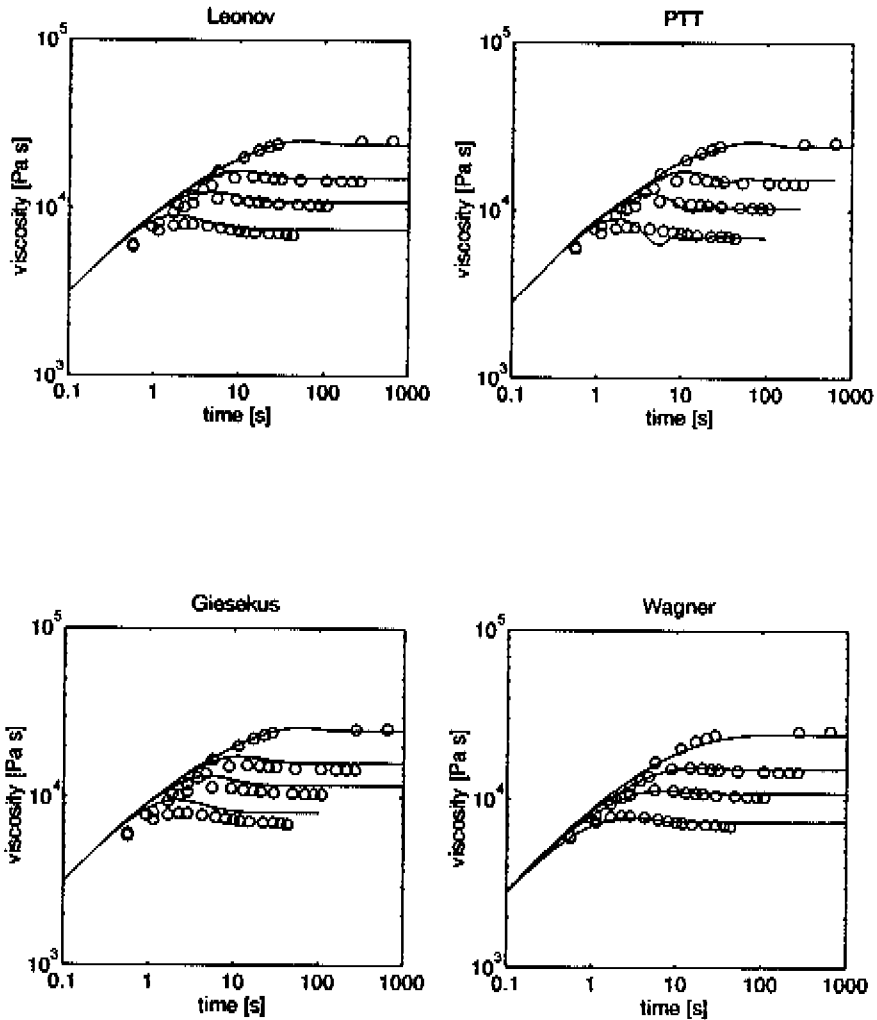 Leonov
PTT
10^5
10^4
10^3
viscosity [Pa s]
0.1 1 10 100 1000
time [s]
10^5
10^4
10^3
viscosity [Pa s]
0.1 1 10 100 1000
time [s]
Giesekus
Wagner
10^5
10^4
10^3
viscosity [Pa s]
0.1 1 10 100 1000
time [s]
10^5
10^4
10^3
viscosity [Pa s]
0.1 1 10 100 1000
time [s]